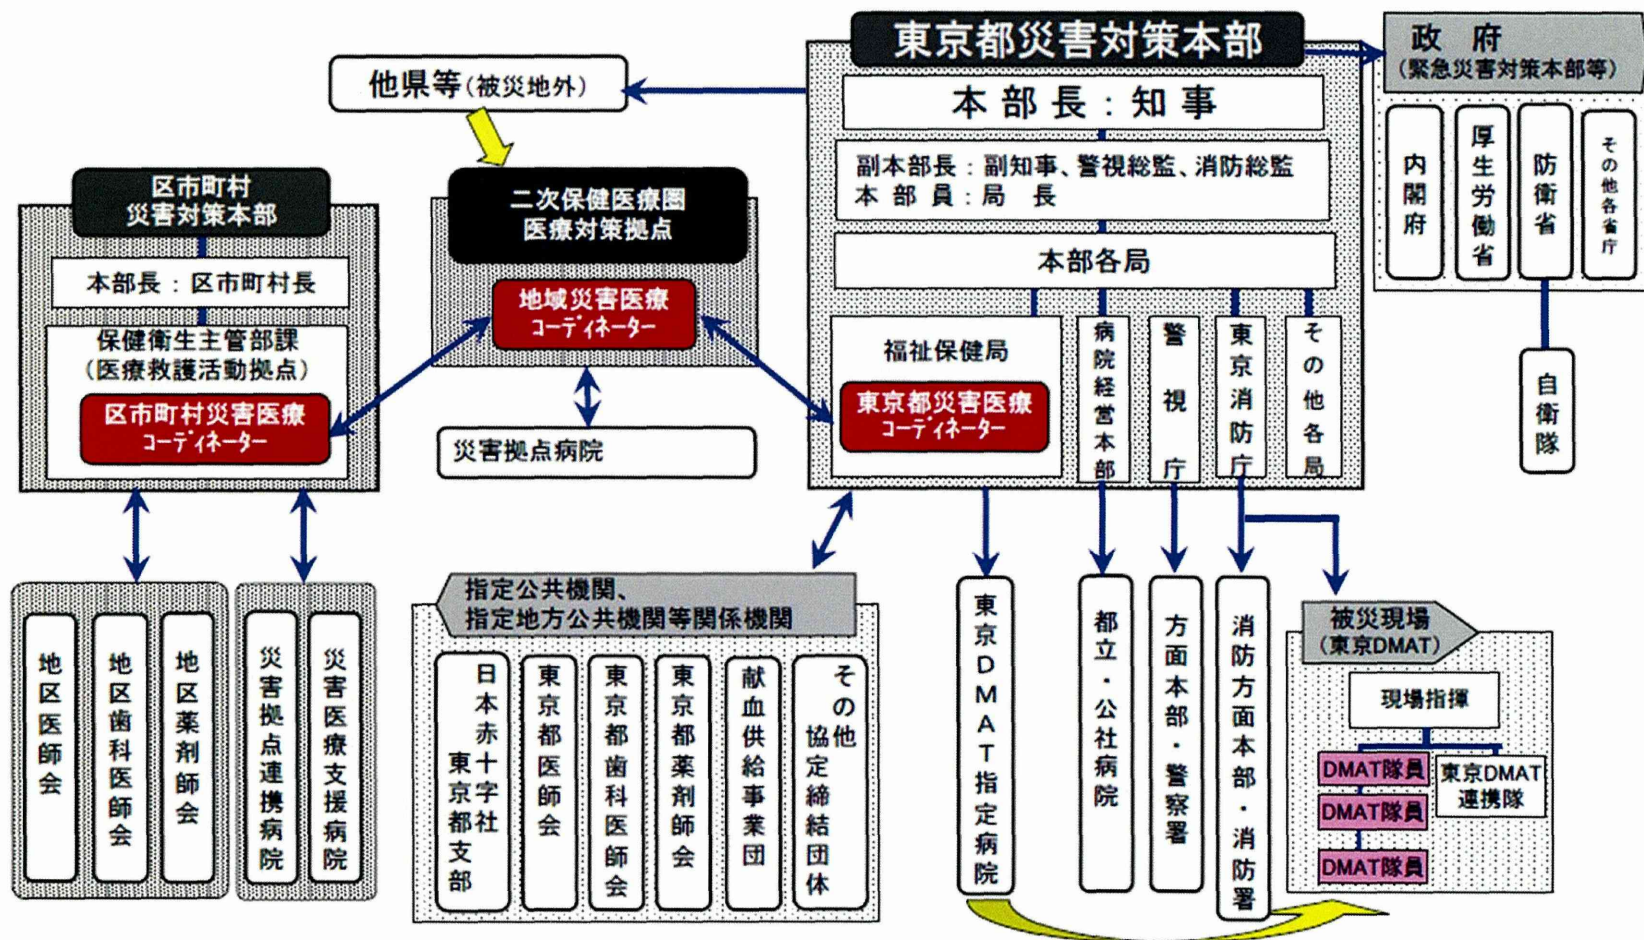 東京都災害対策本部
本部長：知事
副本部長：副知事、警視総監、消防総監
本部員：局　長
本部各局
福祉保健局
東京都災害医療
コーディネーター
病院経営本部
警視庁
東京消防庁
その他各局
政　府
（緊急災害対策本部等）
内閣府
厚生労働省
防衛省
その他各省庁
自衛隊
他県等（被災地外）
二次保健医療圏
医療対策拠点
地域災害医療
コーディネーター
災害拠点病院
区市町村
災害対策本部
本部長：区市町村長
保健衛生主管部課
（医療救護活動拠点）
区市町村災害医療
コーディネーター
地区医師会
地区歯科医師会
地区薬剤師会
災害拠点連携病院
災害医療支援病院
指定公共機関、
指定地方公共機関等関係機関
日本赤十字社
東京都支部
東京都医師会
東京都歯科医師会
東京都薬剤師会
献血供給事業団
その他
協定締結団体
東京DMAT指定病院
都立・公社病院
方面本部・警察署
消防方面本部・消防署
被災現場
（東京DMAT）
現場指揮
DMAT隊員
DMAT隊員
DMAT隊員
東京DMAT
連携隊